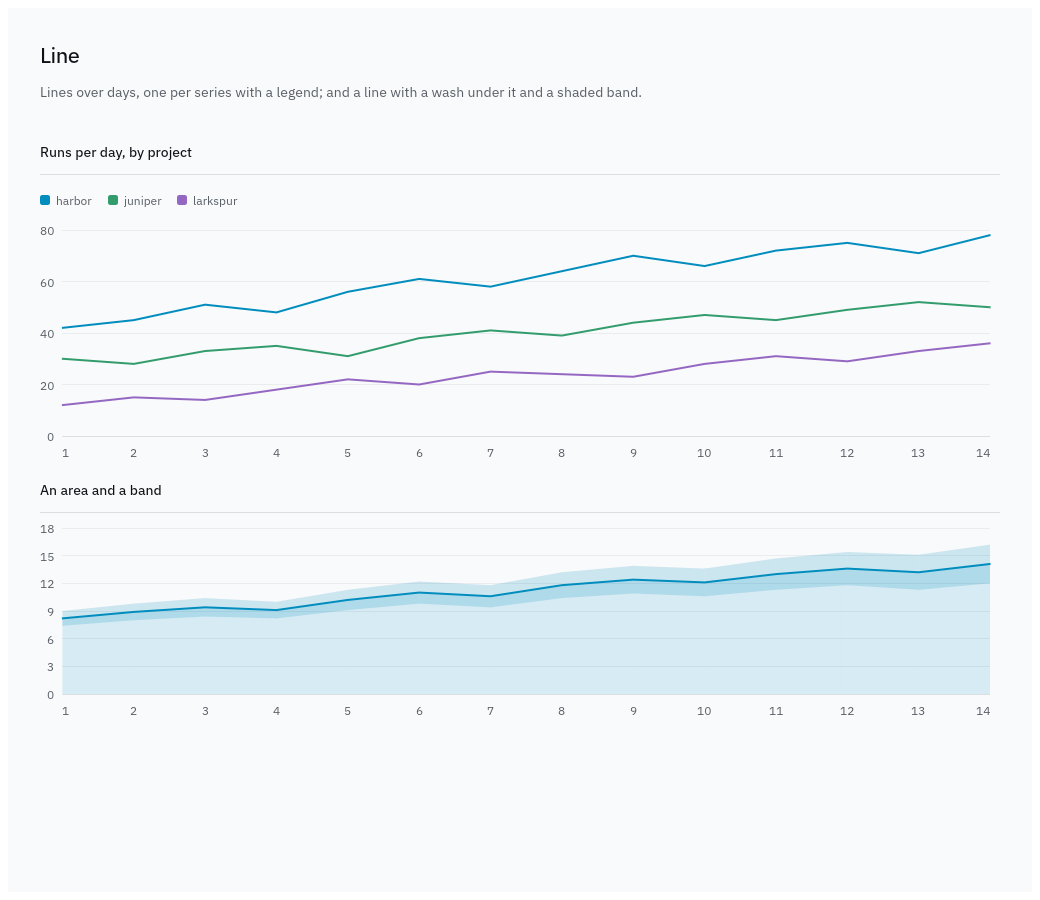 Line
Lines over days, one per series with a legend; and a line with a wash under it and a shaded band.
Runs per day, by project
harbor juniper larkspur
80
60
40
20
0
1 2 3 4 5 6 7 8 9 10 11 12 13 14
An area and a band
18
15
12
9
6
3
0
1 2 3 4 5 6 7 8 9 10 11 12 13 14